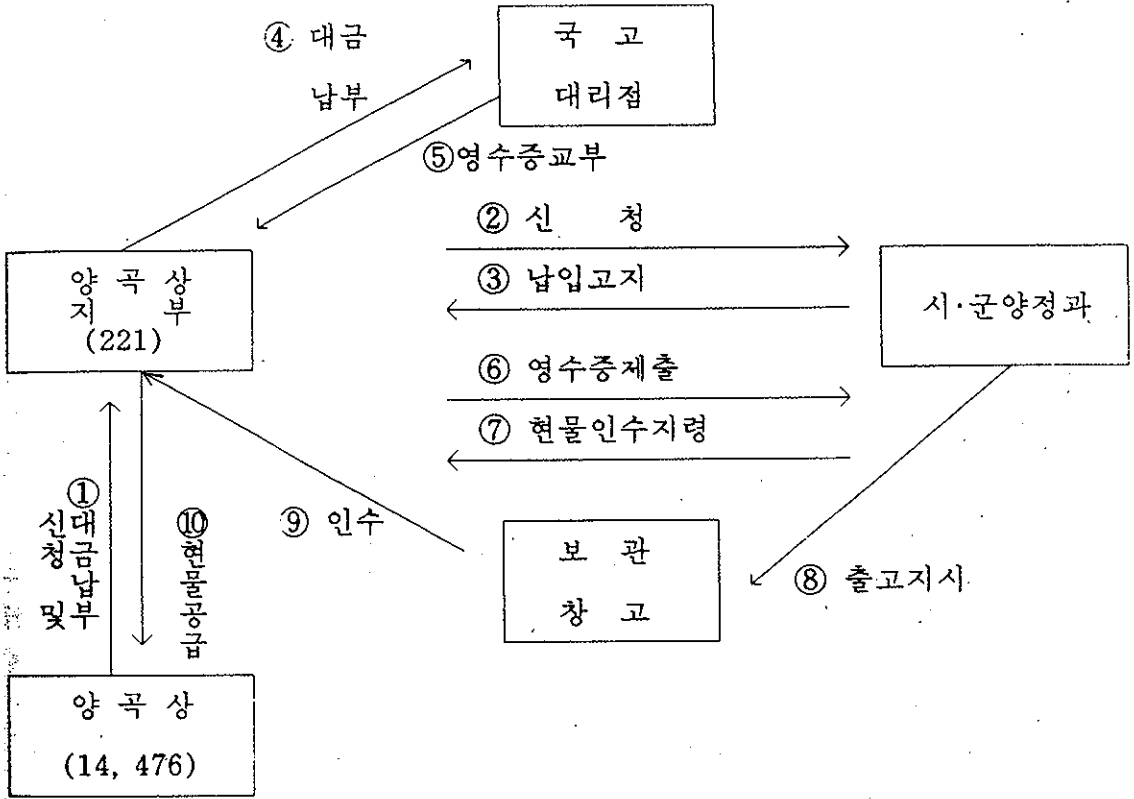 ④ 대금
납부
국 고
대리점
⑤영수증교부
② 신 청
③ 납입고지
양 곡 상
지 부
(221)
시·군양정과
⑥ 영수증제출
⑦ 현물인수지령
①
신청 및
대금납부
⑩
현물공급
⑨ 인수
보 관
창 고
⑧ 출고지시
양 곡 상
(14, 476)